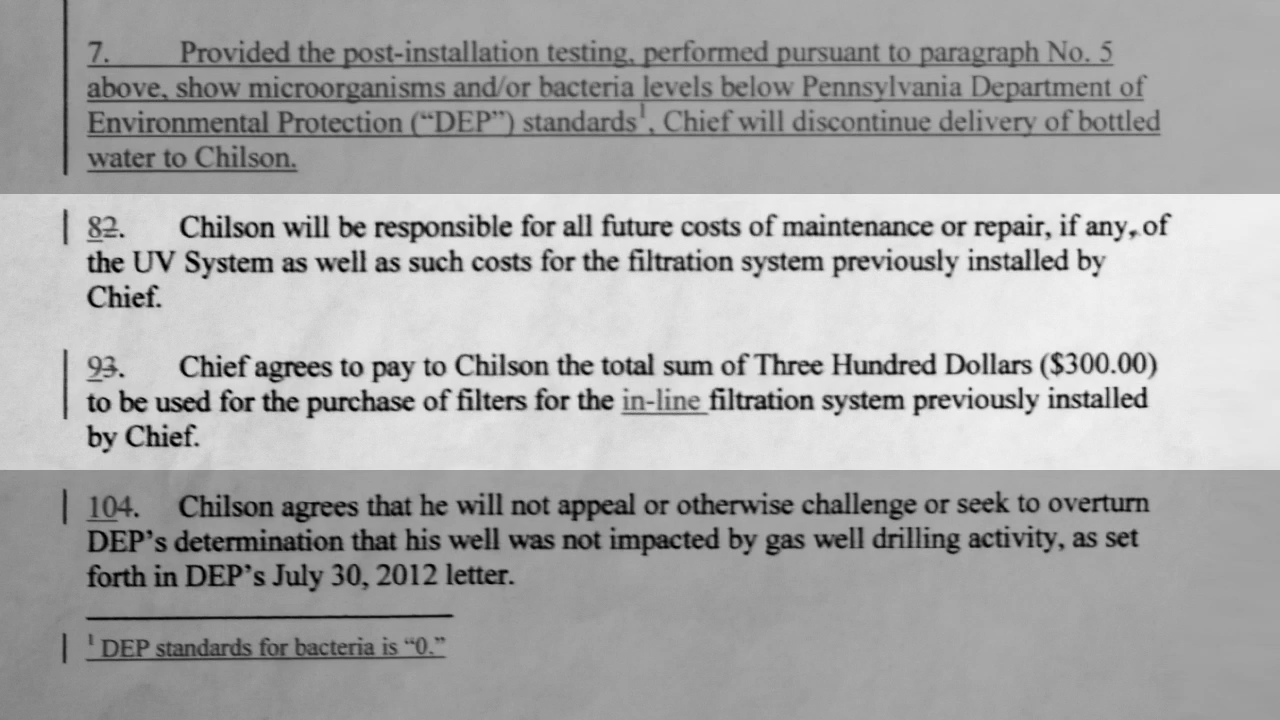 7. Provided the post-installation testing, performed pursuant to paragraph No. 5
above, show microorganisms and/or bacteria levels below Pennsylvania Department of
Environmental Protection (“DEP”) standards¹, Chief will discontinue delivery of bottled
water to Chilson.
82. Chilson will be responsible for all future costs of maintenance or repair, if any, of
the UV System as well as such costs for the filtration system previously installed by
Chief.
93. Chief agrees to pay to Chilson the total sum of Three Hundred Dollars ($300.00)
to be used for the purchase of filters for the in-line filtration system previously installed
by Chief.
104. Chilson agrees that he will not appeal or otherwise challenge or seek to overturn
DEP’s determination that his well was not impacted by gas well drilling activity, as set
forth in DEP’s July 30, 2012 letter.
¹ DEP standards for bacteria is “0.”